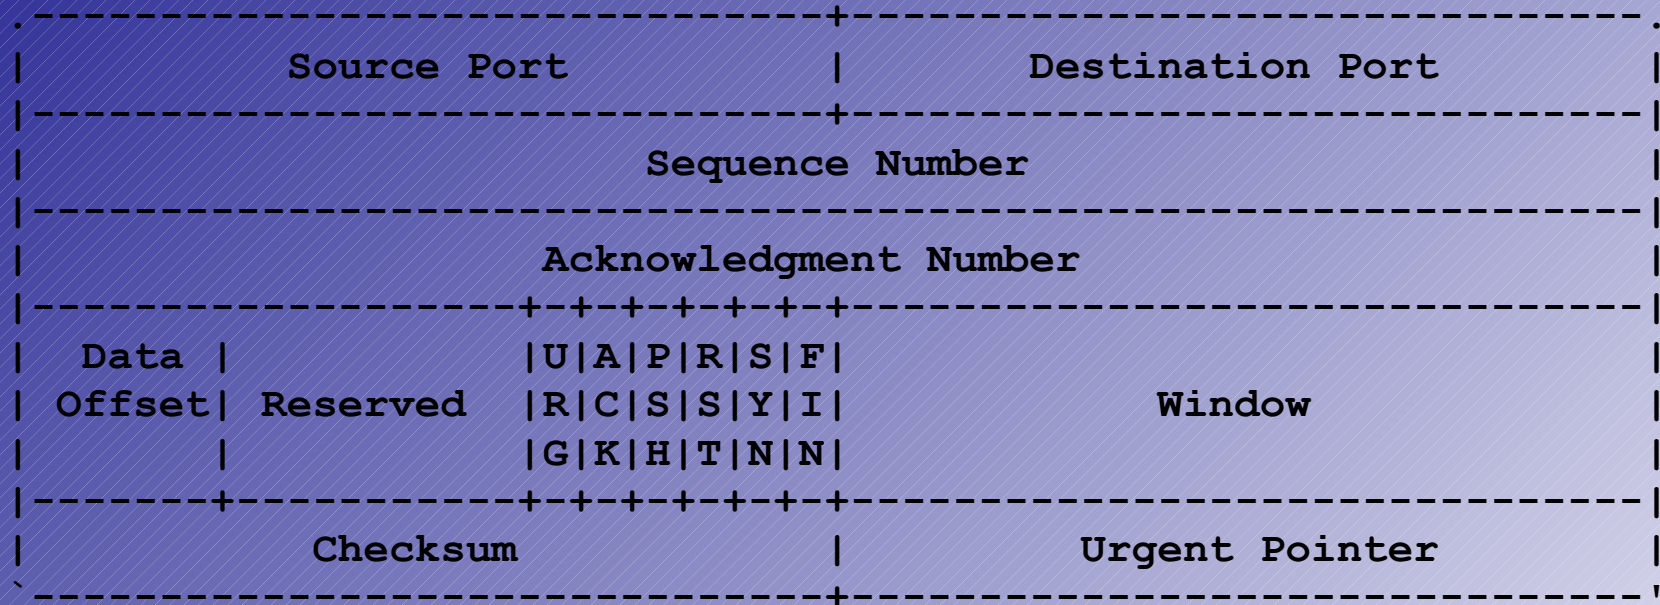 .-------------------------------+-------------------------------.
|          Source Port          |       Destination Port        |
|-------------------------------+-------------------------------|
|                        Sequence Number                        |
|---------------------------------------------------------------|
|                    Acknowledgment Number                      |
|-------------------+-+-+-+-+-+-+-------------------------------|
|  Data |           |U|A|P|R|S|F|                               |
| Offset| Reserved  |R|C|S|S|Y|I|            Window             |
|       |           |G|K|H|T|N|N|                               |
|-------+-----------+-+-+-+-+-+-+-------------------------------|
|           Checksum            |         Urgent Pointer        |
`-------------------------------+-------------------------------'